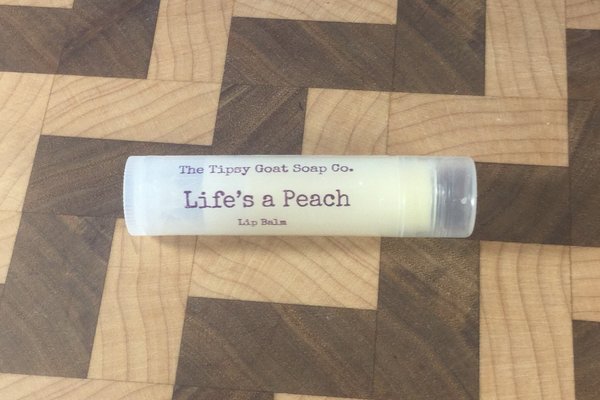 The Tipsy Goat Soap Co.
Life's a Peach
Lip Balm